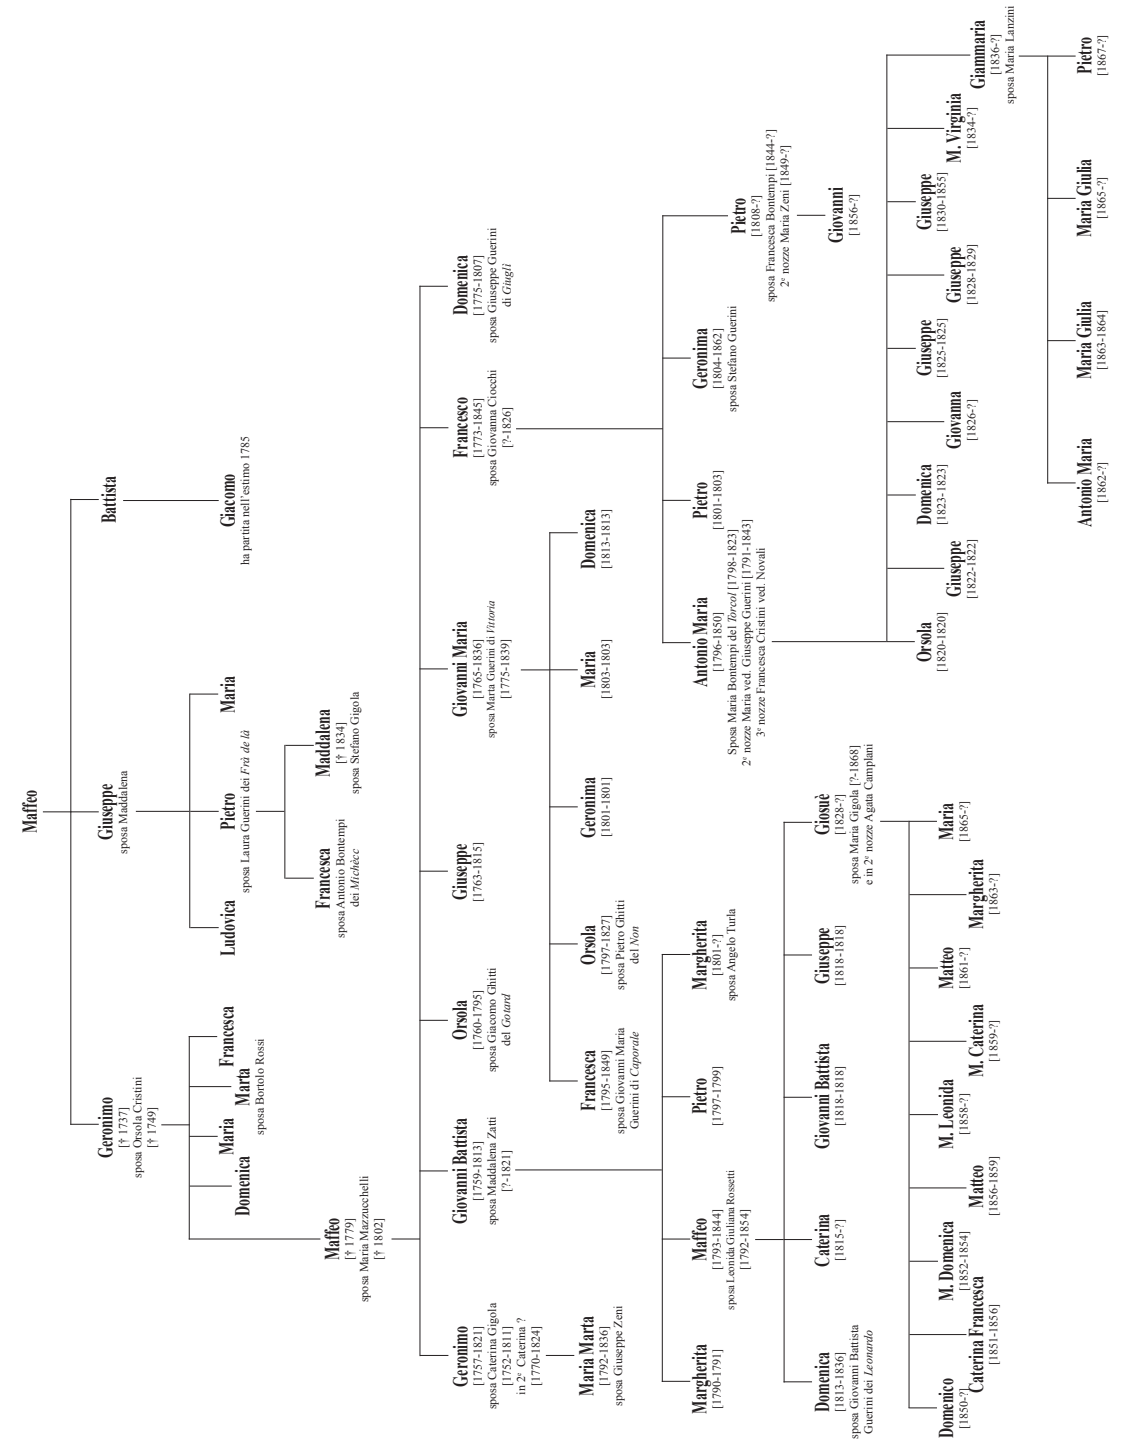 Maffeo
Geronimo
[† 1737]
sposa Orsola Cristini
[† 1749]
Giuseppe
sposa Maddalena
Battista
Domenica
Maria
Marta
sposa Bortolo Rossi
Francesca
Ludovica
Pietro
sposa Laura Guerini dei Frà de là
Maria
Giacomo
ha partita nell'estimo 1785
Maffeo
[† 1779]
sposa Maria Mazzucchelli
[† 1802]
Francesca
sposa Antonio Bontempi
dei Michècc
Maddalena
[† 1834]
sposa Stefano Gigola
Geronimo
[1757-1821]
sposa Caterina Gigola
[1752-1811]
in 2e Caterina ?
[1770-1824]
Giovanni Battista
[1759-1813]
sposa Maddalena Zatti
[?-1821]
Orsola
[1760-1795]
sposa Giacomo Ghitti
del Gotard
Giuseppe
[1763-1815]
Giovanni Maria
[1765-1836]
sposa Marta Guerini di Vittoria
[1775-1839]
Francesco
[1773-1845]
sposa Giovanna Ciocchi
[?-1826]
Domenica
[1775-1807]
sposa Giuseppe Guerini
di Giugli
Maria Marta
[1792-1836]
sposa Giuseppe Zeni
Francesca
[1795-1849]
sposa Giovanni Maria
Guerini di Caporale
Orsola
[1797-1827]
sposa Pietro Ghitti
del Non
Geronima
[1801-1801]
Maria
[1803-1803]
Domenica
[1813-1813]
Margherita
[1790-1791]
Maffeo
[1793-1844]
sposa Leonida Giuliana Rossetti
[1792-1854]
Pietro
[1797-1799]
Margherita
[1801-?]
sposa Angelo Turla
Antonio Maria
[1796-1850]
Sposa Maria Bontempi del Torcol [1798-1823]
2e nozze Maria ved. Giuseppe Guerini [1791-1843]
3e nozze Francesca Cristini ved. Novali
Pietro
[1801-1803]
Geronima
[1804-1862]
sposa Stefano Guerini
Pietro
[1808-?]
sposa Francesca Bontempi [1844-?]
2e nozze Maria Zeni [1849-?]
Domenica
[1813-1836]
sposa Giovanni Battista
Guerini dei Leonardo
Caterina
[1815-?]
Giovanni Battista
[1818-1818]
Giuseppe
[1818-1818]
Giosuè
[1828-?]
sposa Maria Gigola [?-1868]
e in 2e nozze Agata Camplani
Giovanni
[1856-?]
Domenico
[1850-?]
Caterina Francesca
[1851-1856]
M. Domenica
[1852-1854]
Matteo
[1856-1859]
M. Leonida
[1858-?]
M. Caterina
[1859-?]
Matteo
[1861-?]
Margherita
[1863-?]
Maria
[1865-?]
Orsola
[1820-1820]
Giuseppe
[1822-1822]
Domenica
[1823-1823]
Giovanna
[1826-?]
Giuseppe
[1825-1825]
Giuseppe
[1828-1829]
Giuseppe
[1830-1855]
M. Virginia
[1834-?]
Giammaria
[1836-?]
sposa Maria Lanzini
Antonio Maria
[1862-?]
Maria Giulia
[1863-1864]
Maria Giulia
[1865-?]
Pietro
[1867-?]